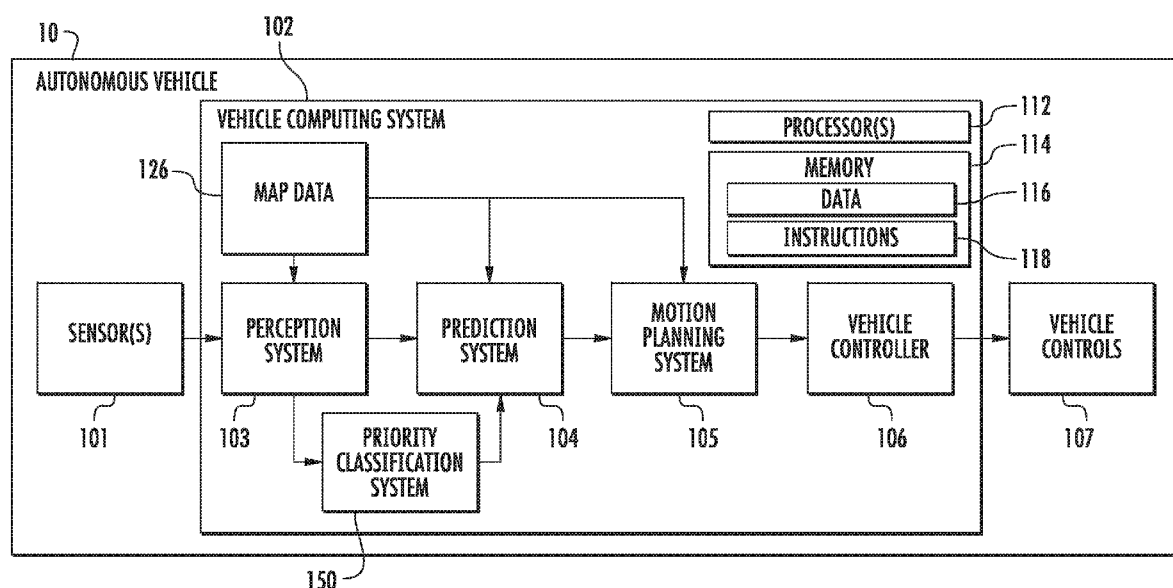 10
102
AUTONOMOUS VEHICLE
VEHICLE COMPUTING SYSTEM
PROCESSOR(S)
112
MEMORY
114
DATA
116
INSTRUCTIONS
118
126
MAP DATA
SENSOR(S)
101
PERCEPTION
SYSTEM
103
PREDICTION
SYSTEM
104
MOTION
PLANNING
SYSTEM
105
VEHICLE
CONTROLLER
106
VEHICLE
CONTROLS
107
PRIORITY
CLASSIFICATION
SYSTEM
150